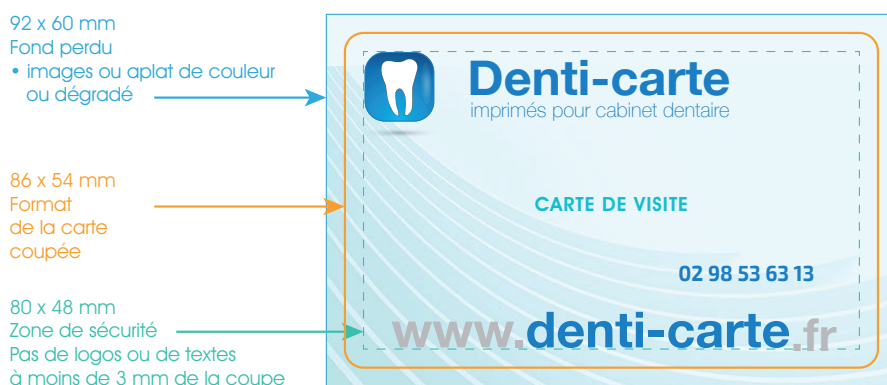 92 x 60 mm
Fond perdu
• images ou aplat de couleur
ou dégradé
86 x 54 mm
Format
de la carte
coupée
80 x 48 mm
Zone de sécurité
Pas de logos ou de textes
à moins de 3 mm de la coupe
Denti-carte
imprimés pour cabinet dentaire
CARTE DE VISITE
02 98 53 63 13
www.denti-carte.fr